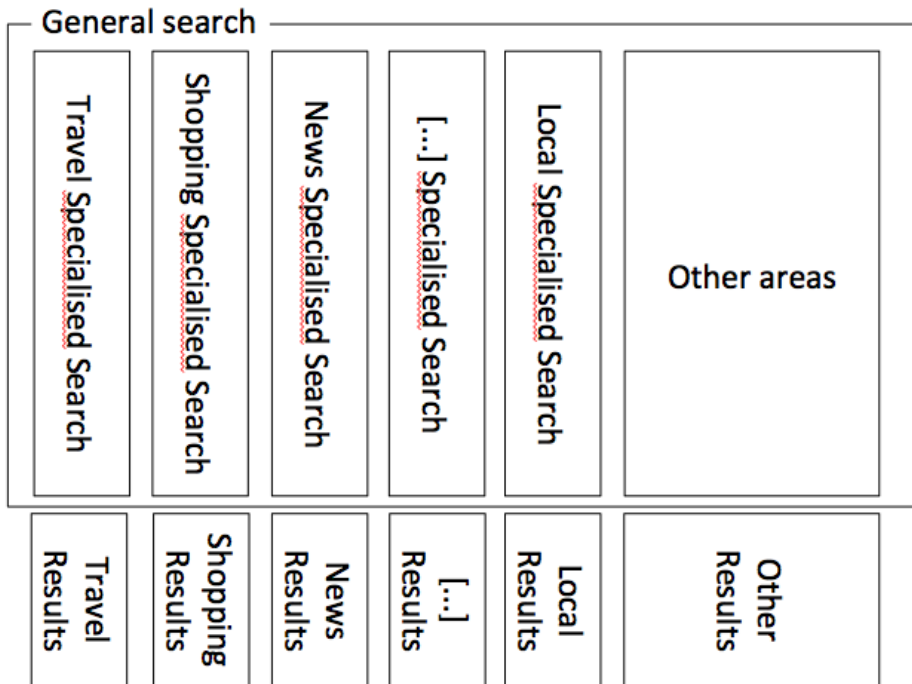 General search
Travel Specialised Search
Shopping Specialised Search
News Specialised Search
[...] Specialised Search
Local Specialised Search
Other areas
Travel
Results
Shopping
Results
News
Results
[...]
Results
Local
Results
Other
Results